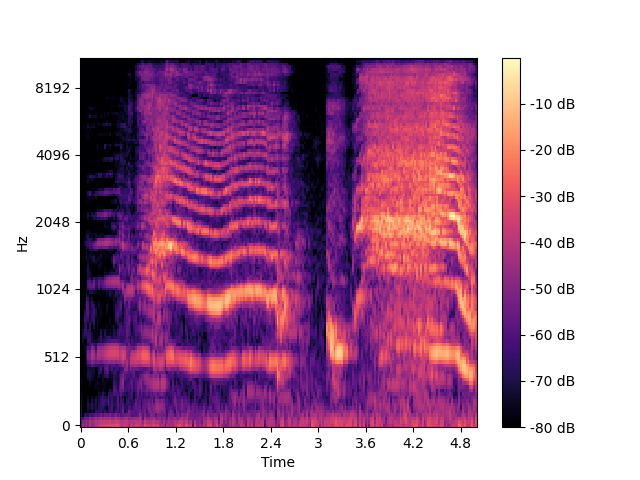 8192
4096
2048
1024
512
0
Hz
0 0.6 1.2 1.8 2.4 3 3.6 4.2 4.8
Time
-10 dB
-20 dB
-30 dB
-40 dB
-50 dB
-60 dB
-70 dB
-80 dB